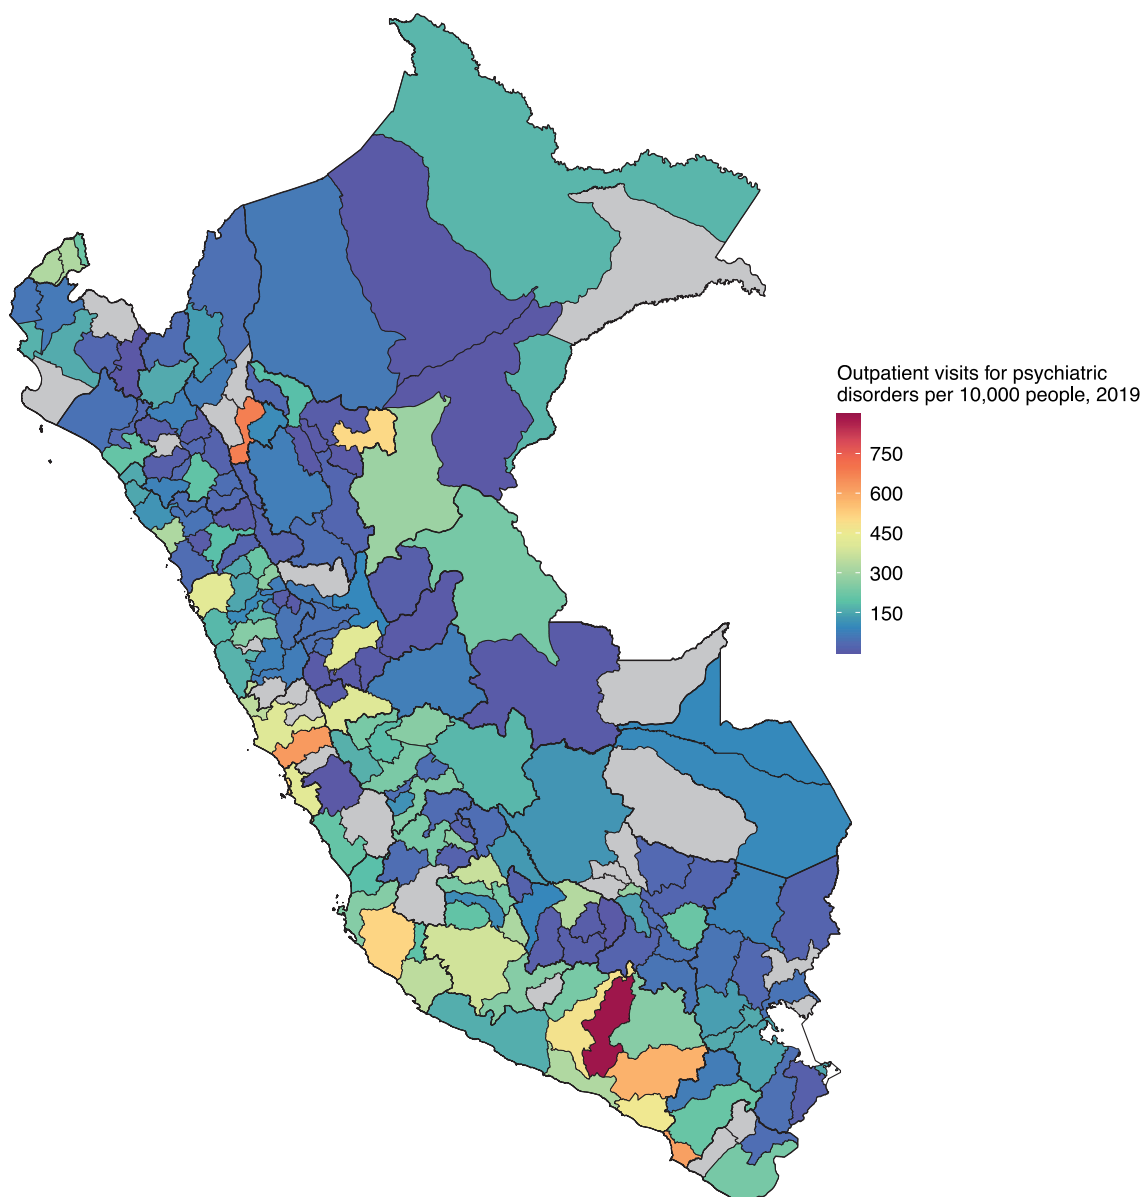 Outpatient visits for psychiatric
disorders per 10,000 people, 2019
750
600
450
300
150